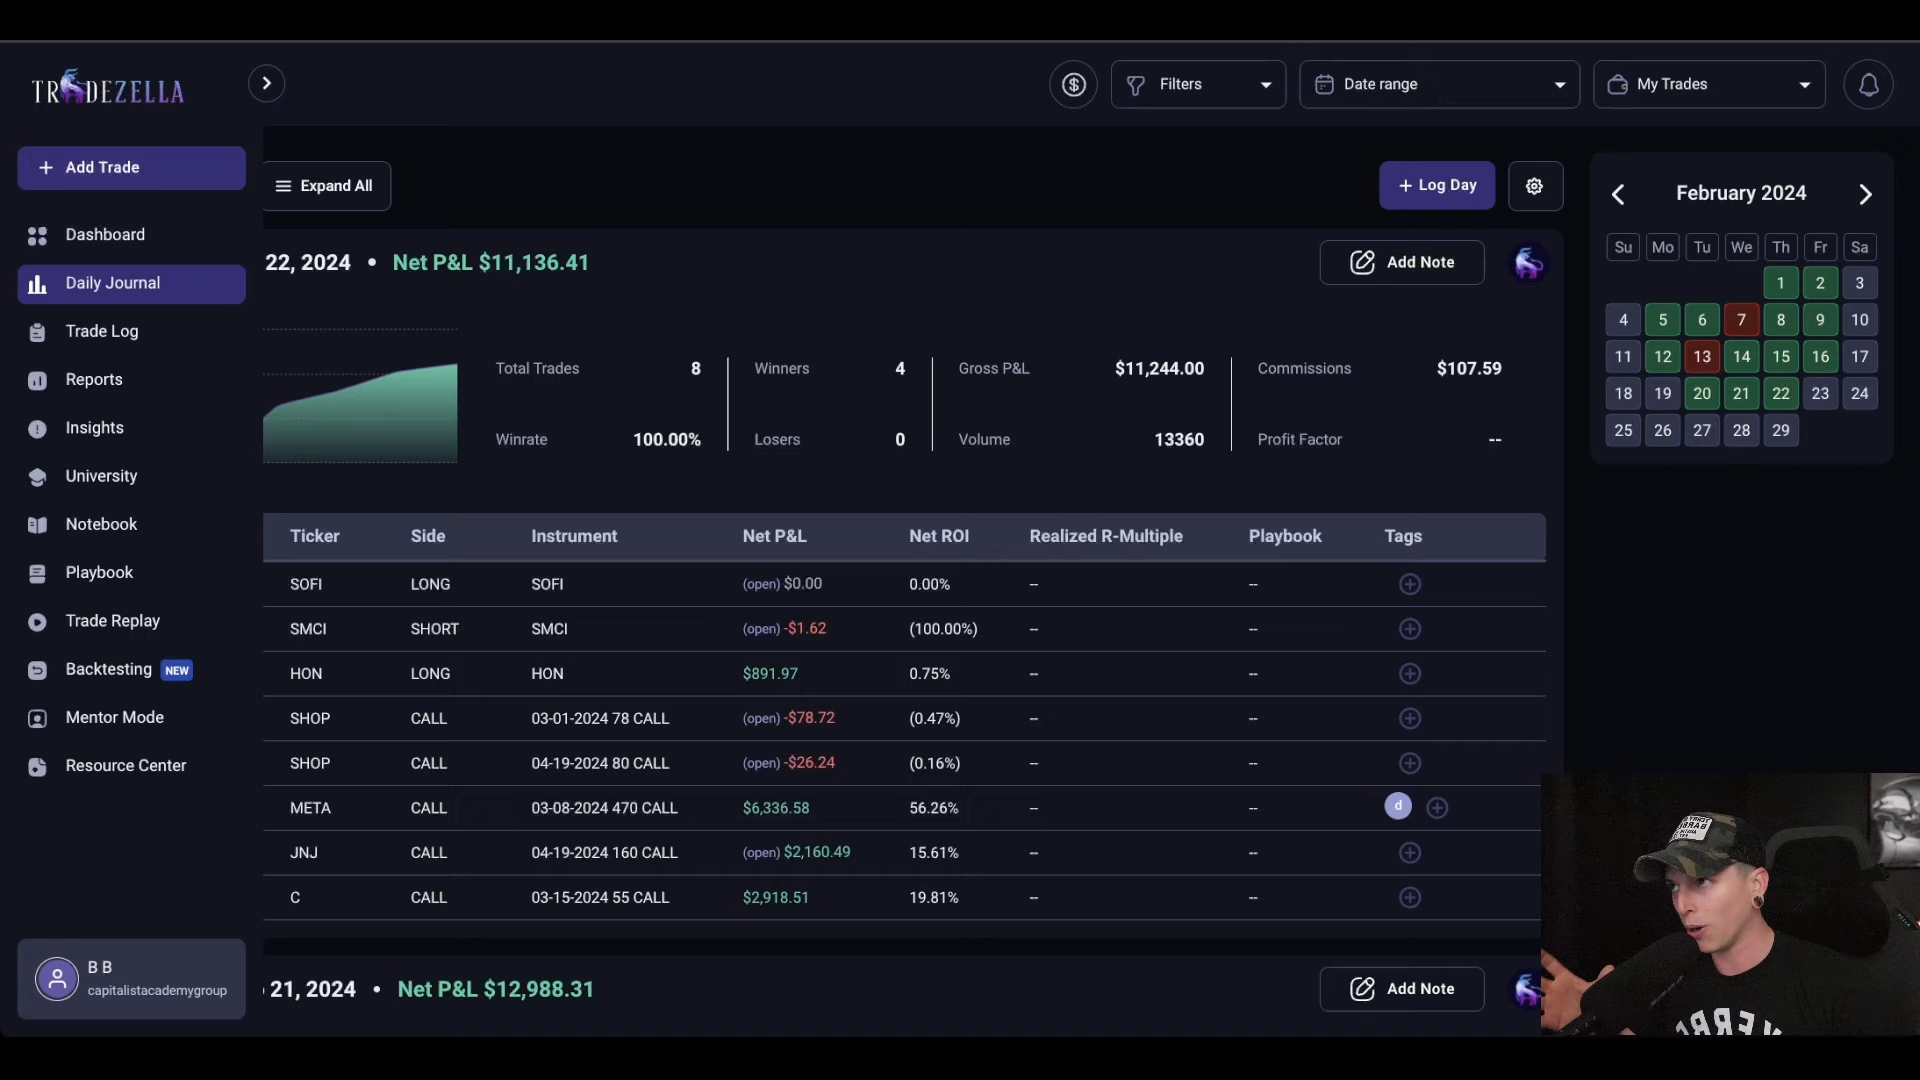 TRADEZELLA
Filters
Date range
My Trades
+ Add Trade
Dashboard
Daily Journal
Trade Log
Reports
Insights
University
Notebook
Playbook
Trade Replay
Backtesting NEW
Mentor Mode
Resource Center
B B
capitalistacademygroup
Expand All
+ Log Day
22, 2024 • Net P&L $11,136.41
Add Note
Total Trades 8 Winners 4 Gross P&L $11,244.00 Commissions $107.59
Winrate 100.00% Losers 0 Volume 13360 Profit Factor --
Ticker Side Instrument Net P&L Net ROI Realized R-Multiple Playbook Tags
SOFI LONG SOFI (open) $0.00 0.00% -- --
SMCI SHORT SMCI (open) -$1.62 (100.00%) -- --
HON LONG HON $891.97 0.75% -- --
SHOP CALL 03-01-2024 78 CALL (open) -$78.72 (0.47%) -- --
SHOP CALL 04-19-2024 80 CALL (open) -$26.24 (0.16%) -- --
META CALL 03-08-2024 470 CALL $6,336.58 56.26% -- -- d
JNJ CALL 04-19-2024 160 CALL (open) $2,160.49 15.61% -- --
C CALL 03-15-2024 55 CALL $2,918.51 19.81% -- --
21, 2024 • Net P&L $12,988.31
Add Note
February 2024
Su Mo Tu We Th Fr Sa
1 2 3
4 5 6 7 8 9 10
11 12 13 14 15 16 17
18 19 20 21 22 23 24
25 26 27 28 29